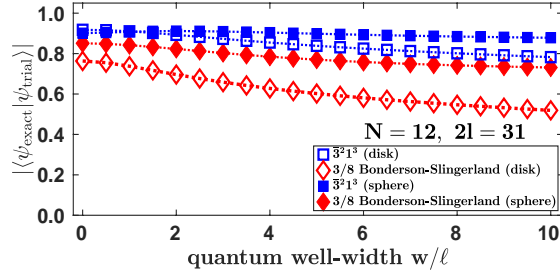 1.0
0.8
0.6
0.4
0.2
0.0
|⟨ψexact|ψtrial⟩|
N = 12, 2l = 31
3̄²1³ (disk)
3/8 Bonderson-Slingerland (disk)
3̄²1³ (sphere)
3/8 Bonderson-Slingerland (sphere)
0 2 4 6 8 10
quantum well-width w/ℓ